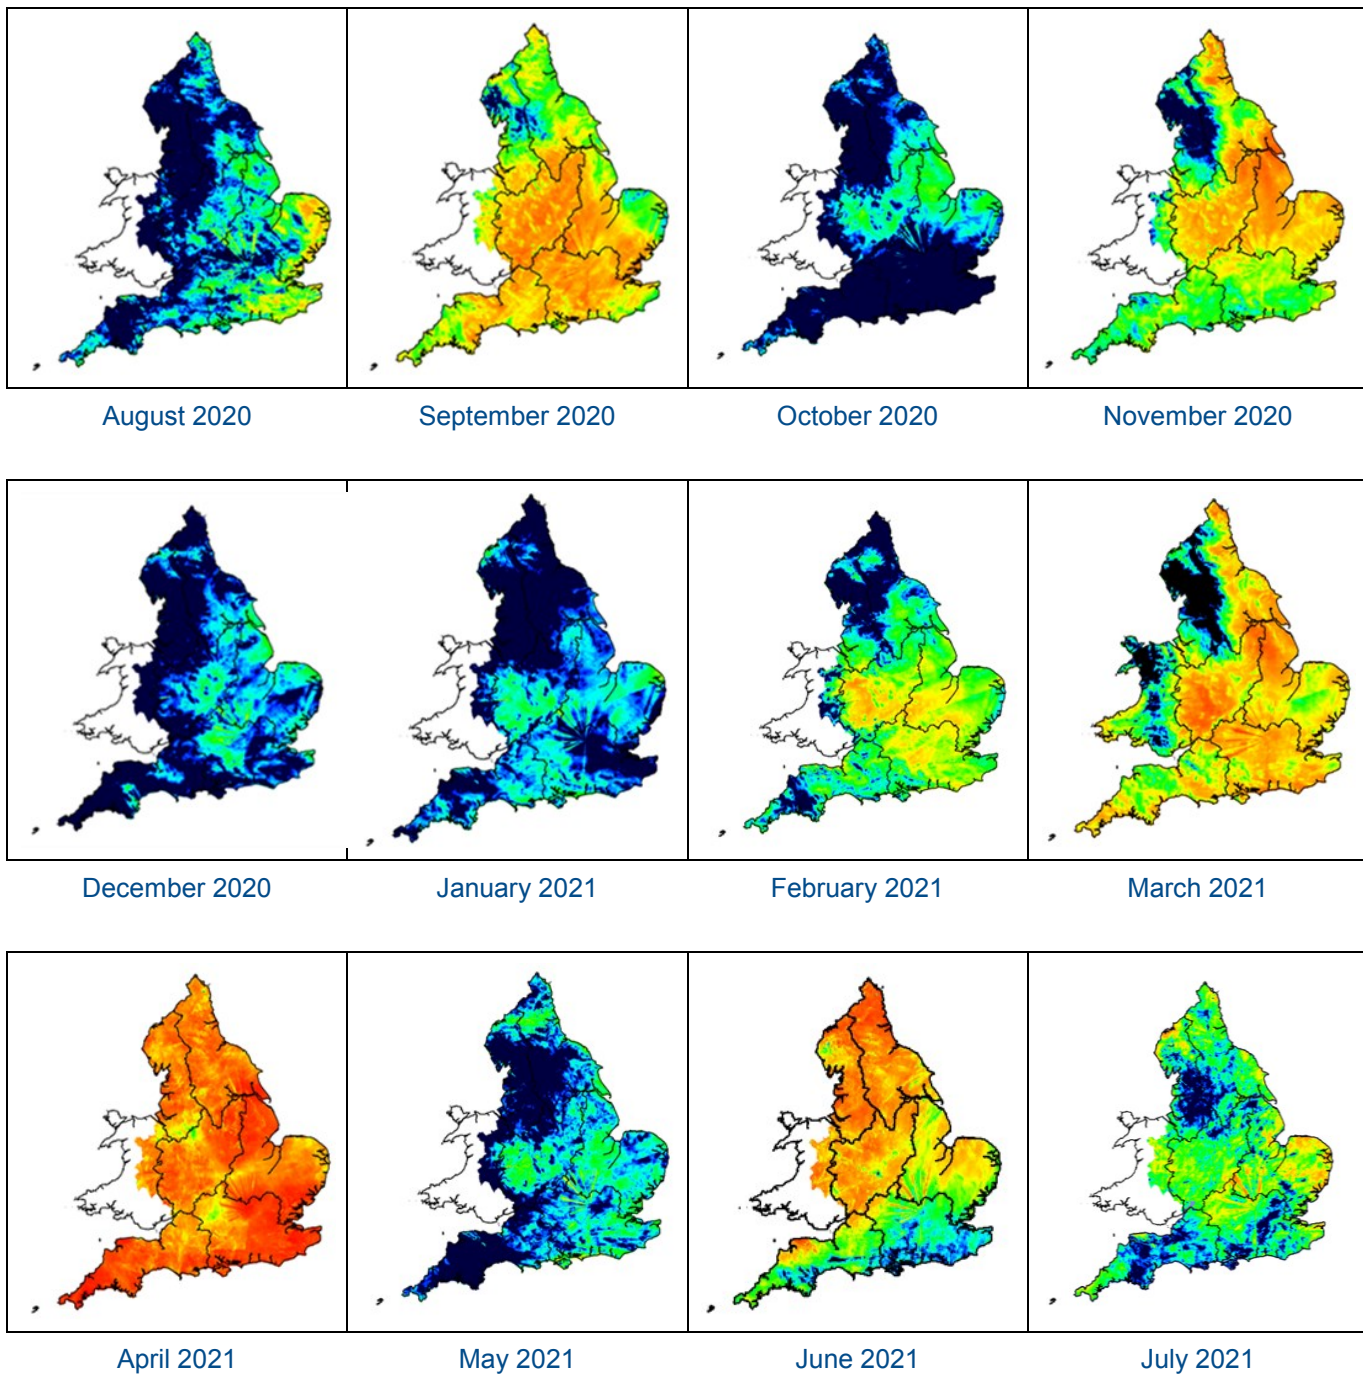 August 2020
September 2020
October 2020
November 2020
December 2020
January 2021
February 2021
March 2021
April 2021
May 2021
June 2021
July 2021